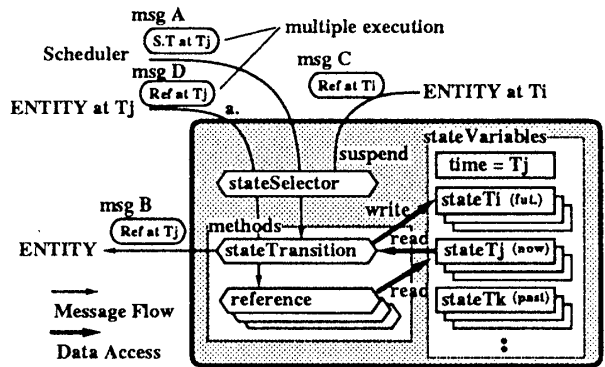 msg A
S.T at Tj
multiple execution
Scheduler
msg C
msg D
Ref at Tj
Ref at Ti
ENTITY at Tj
a.
ENTITY at Ti
stateVariables
suspend
time = Tj
stateSelector
msg B
stateTi (fut.)
Ref at Tj
methods
write
ENTITY
stateTransition
read
stateTj (now)
reference
read
stateTk (past)
Message Flow
Data Access